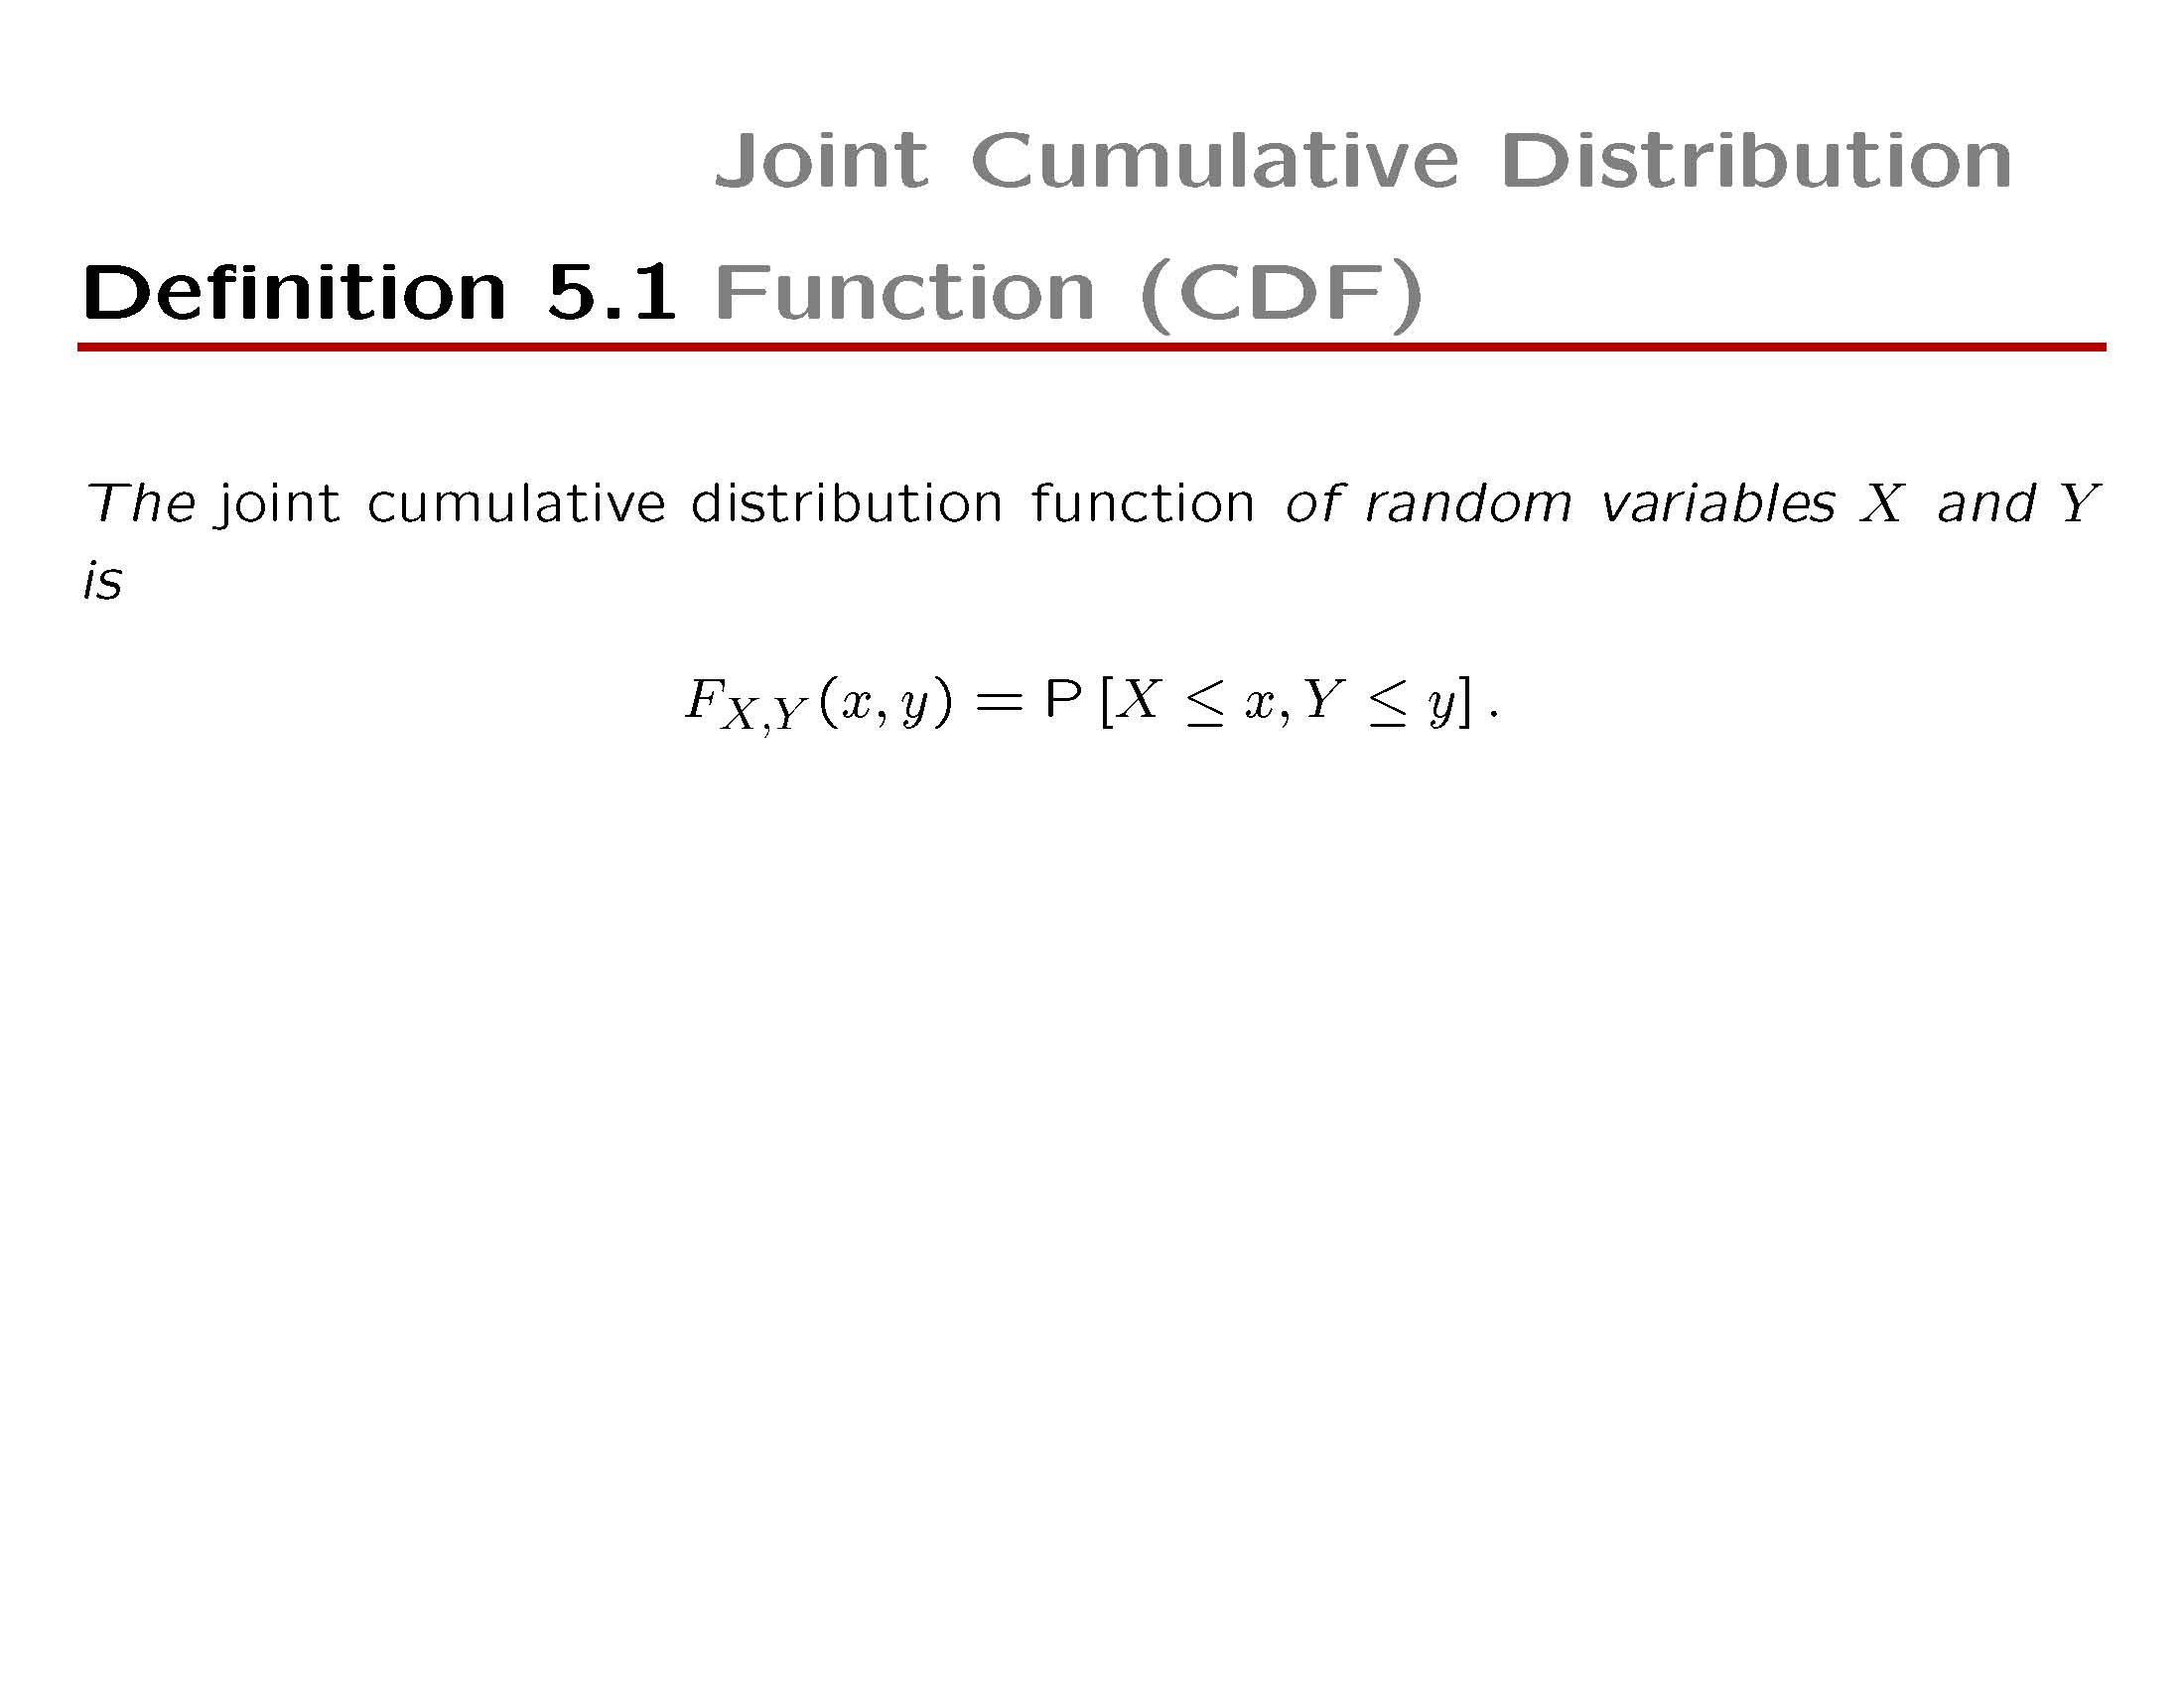 Joint Cumulative Distribution
Definition 5.1 Function (CDF)
The joint cumulative distribution function of random variables X and Y
is
F_{X,Y}(x, y) = P [X ≤ x, Y ≤ y] .